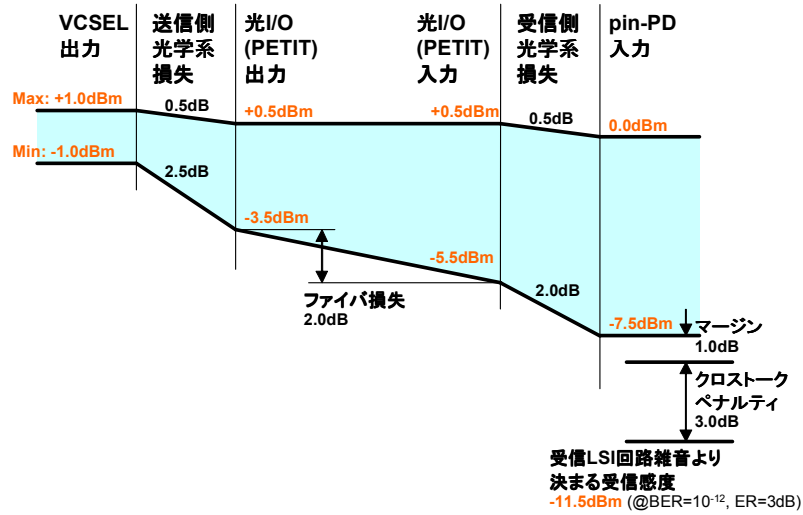 VCSEL
出力
送信側
光学系
損失
光I/O
(PETIT)
出力
光I/O
(PETIT)
入力
受信側
光学系
損失
pin-PD
入力
Max: +1.0dBm
0.5dB
+0.5dBm
+0.5dBm
0.5dB
0.0dBm
Min: -1.0dBm
2.5dB
-3.5dBm
-5.5dBm
ファイバ損失
2.0dB
2.0dB
-7.5dBm
マージン
1.0dB
クロストーク
ペナルティ
3.0dB
受信LSI回路雑音より
決まる受信感度
-11.5dBm (@BER=10⁻¹², ER=3dB)